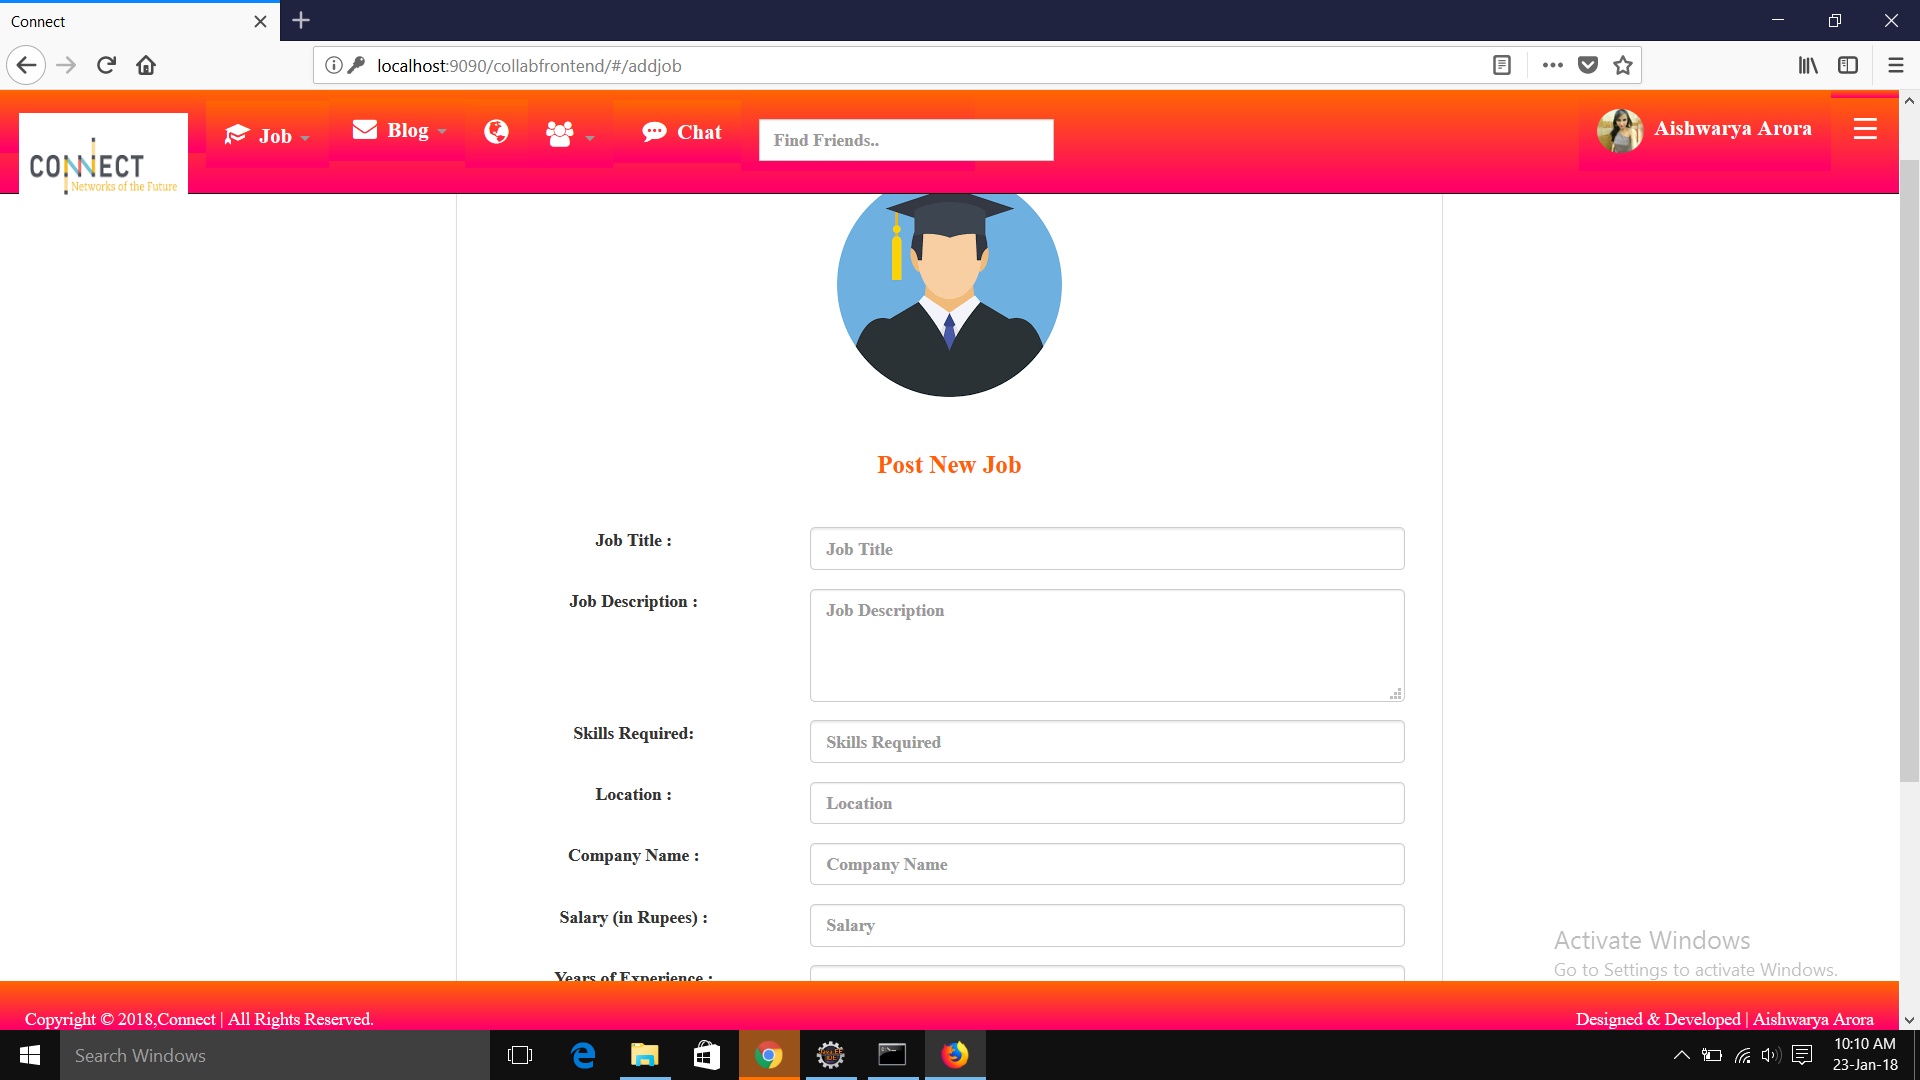 Connect
localhost:9090/collabfrontend/#/addjob
CONNECT
Networks of the Future
Job
Blog
Chat
Find Friends..
Aishwarya Arora
Post New Job
Job Title :
Job Title
Job Description :
Job Description
Skills Required:
Skills Required
Location :
Location
Company Name :
Company Name
Salary (in Rupees) :
Salary
Years of Experience :
Activate Windows
Go to Settings to activate Windows.
Copyright © 2018,Connect | All Rights Reserved.
Designed & Developed | Aishwarya Arora
Search Windows
10:10 AM
23-Jan-18